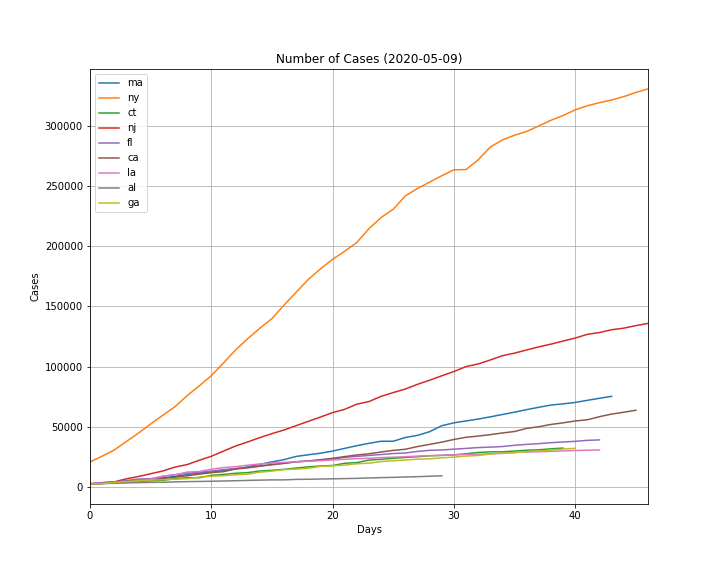 Number of Cases (2020-05-09)
ma
ny
ct
nj
fl
ca
la
al
ga
300000
250000
200000
150000
100000
50000
0
Cases
0 10 20 30 40
Days